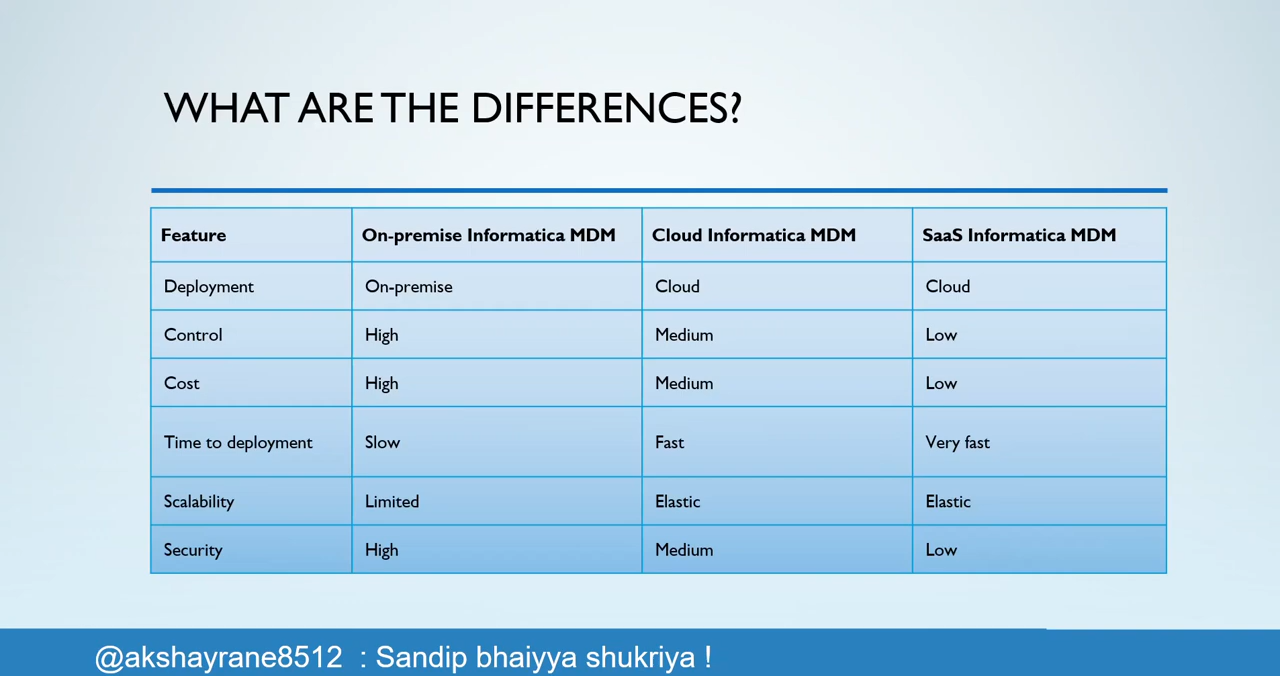 WHAT ARE THE DIFFERENCES?
Feature On-premise Informatica MDM Cloud Informatica MDM SaaS Informatica MDM
Deployment On-premise Cloud Cloud
Control High Medium Low
Cost High Medium Low
Time to deployment Slow Fast Very fast
Scalability Limited Elastic Elastic
Security High Medium Low
@akshayrane8512 : Sandip bhaiyya shukriya !